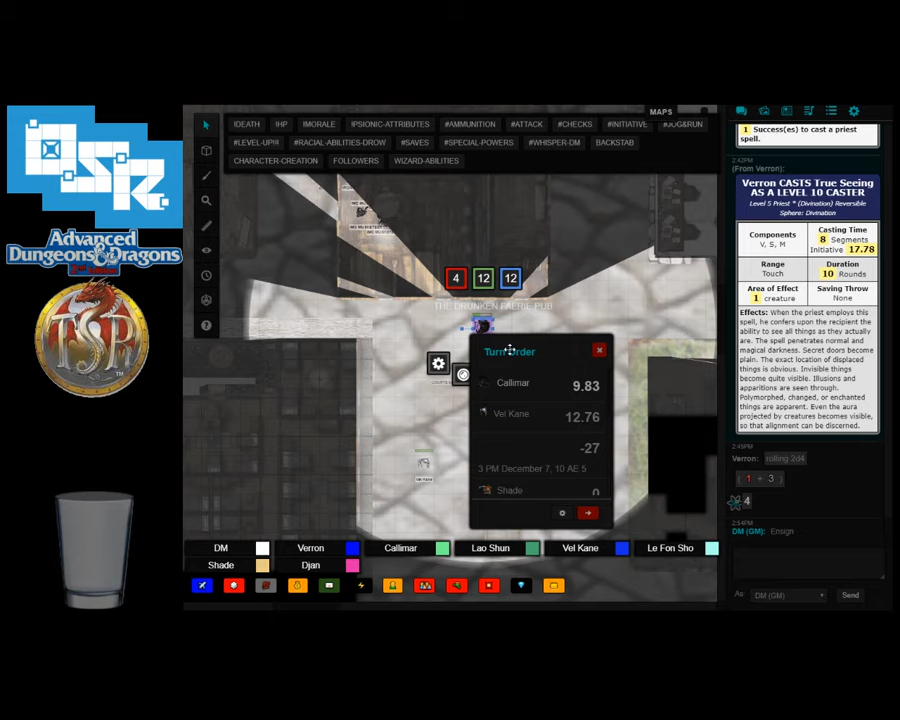 OSR
Advanced
Dungeons & Dragons
2nd Edition
TSR
MAPS
!DEATH
!HP
!MORALE
!PSIONIC-ATTRIBUTES
#AMMUNITION
#ATTACK
#CHECKS
#INITIATIVE
#JOG&RUN
#LEVEL-UP!!!
#RACIAL-ABILITIES-DROW
#SAVES
#SPECIAL-POWERS
#WHISPER-DM
BACKSTAB
CHARACTER-CREATION
FOLLOWERS
WIZARD-ABILITIES
4
12
12
THE DRUNKEN FAERIE PUB
Turn Order
Callimar
9.83
Vel Kane
12.76
-27
3 PM December 7, 10 AE 5
Shade
0
DM
Verron
Callimar
Lao Shun
Vel Kane
Le Fon Sho
Shade
Djan
1 Success(es) to cast a priest
spell.
2:42PM
(From Verron):
Verron CASTS True Seeing
AS A LEVEL 10 CASTER
Level 5 Priest * (Divination) Reversible
Sphere: Divination
Components
V, S, M
Casting Time
8 Segments
Initiative 17.78
Range
Touch
Duration
10 Rounds
Area of Effect
1 creature
Saving Throw
None
Effects: When the priest employs this
spell, he confers upon the recipient the
ability to see all things as they actually
are. The spell penetrates normal and
magical darkness. Secret doors become
plain. The exact location of displaced
things is obvious. Invisible things
become quite visible. Illusions and
apparitions are seen through.
Polymorphed, changed, or enchanted
things are apparent. Even the aura
projected by creatures becomes visible,
so that alignment can be discerned.
2:45PM
Verron: rolling 2d4
( 1 + 3 )
4
2:54PM
DM (GM): Ensign
As:
DM (GM)
Send